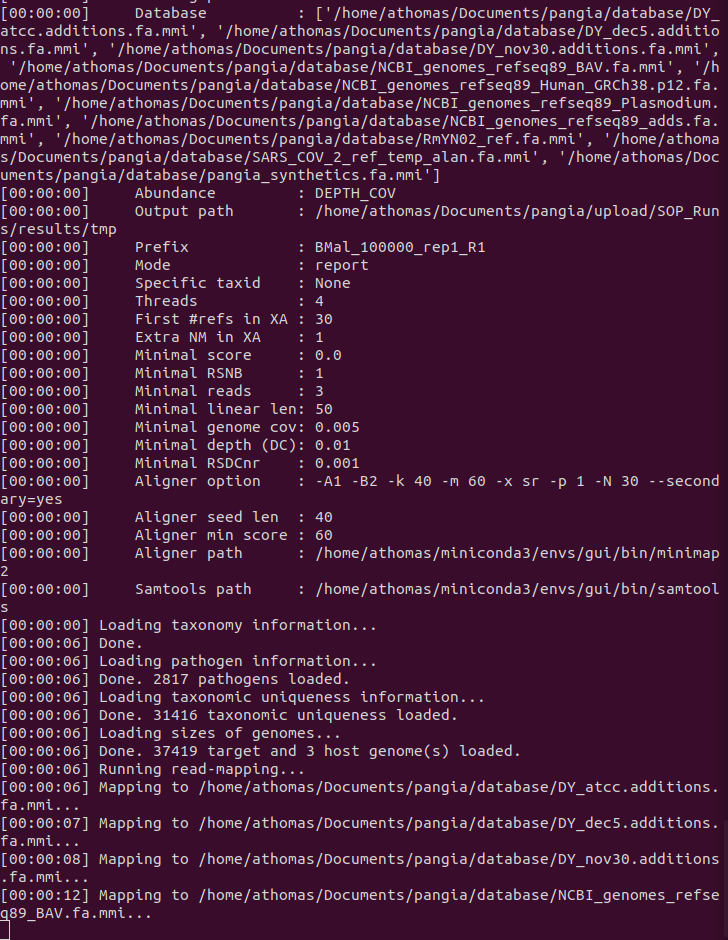 [00:00:00]     Database          : ['/home/athomas/Documents/pangia/database/DY_
atcc.additions.fa.mmi', '/home/athomas/Documents/pangia/database/DY_dec5.additio
ns.fa.mmi', '/home/athomas/Documents/pangia/database/DY_nov30.additions.fa.mmi',
 '/home/athomas/Documents/pangia/database/NCBI_genomes_refseq89_BAV.fa.mmi', '/h
ome/athomas/Documents/pangia/database/NCBI_genomes_refseq89_Human_GRCh38.p12.fa.
mmi', '/home/athomas/Documents/pangia/database/NCBI_genomes_refseq89_Plasmodium.
fa.mmi', '/home/athomas/Documents/pangia/database/NCBI_genomes_refseq89_adds.fa.
mmi', '/home/athomas/Documents/pangia/database/RmYN02_ref.fa.mmi', '/home/athoma
s/Documents/pangia/database/SARS_COV_2_ref_temp_alan.fa.mmi', '/home/athomas/Doc
uments/pangia/database/pangia_synthetics.fa.mmi']
[00:00:00]     Abundance         : DEPTH_COV
[00:00:00]     Output path       : /home/athomas/Documents/pangia/upload/SOP_Run
s/results/tmp
[00:00:00]     Prefix            : BMal_100000_rep1_R1
[00:00:00]     Mode              : report
[00:00:00]     Specific taxid    : None
[00:00:00]     Threads           : 4
[00:00:00]     First #refs in XA : 30
[00:00:00]     Extra NM in XA    : 1
[00:00:00]     Minimal score     : 0.0
[00:00:00]     Minimal RSNB      : 1
[00:00:00]     Minimal reads     : 3
[00:00:00]     Minimal linear len: 50
[00:00:00]     Minimal genome cov: 0.005
[00:00:00]     Minimal depth (DC): 0.01
[00:00:00]     Minimal RSDCnr    : 0.001
[00:00:00]     Aligner option    : -A1 -B2 -k 40 -m 60 -x sr -p 1 -N 30 --second
ary=yes
[00:00:00]     Aligner seed len  : 40
[00:00:00]     Aligner min score : 60
[00:00:00]     Aligner path      : /home/athomas/miniconda3/envs/gui/bin/minimap
2
[00:00:00]     Samtools path     : /home/athomas/miniconda3/envs/gui/bin/samtool
s
[00:00:00] Loading taxonomy information...
[00:00:06] Done.
[00:00:06] Loading pathogen information...
[00:00:06] Done. 2817 pathogens loaded.
[00:00:06] Loading taxonomic uniqueness information...
[00:00:06] Done. 31416 taxonomic uniqueness loaded.
[00:00:06] Loading sizes of genomes...
[00:00:06] Done. 37419 target and 3 host genome(s) loaded.
[00:00:06] Running read-mapping...
[00:00:06] Mapping to /home/athomas/Documents/pangia/database/DY_atcc.additions.
fa.mmi...
[00:00:07] Mapping to /home/athomas/Documents/pangia/database/DY_dec5.additions.
fa.mmi...
[00:00:08] Mapping to /home/athomas/Documents/pangia/database/DY_nov30.additions
.fa.mmi...
[00:00:12] Mapping to /home/athomas/Documents/pangia/database/NCBI_genomes_refse
q89_BAV.fa.mmi...